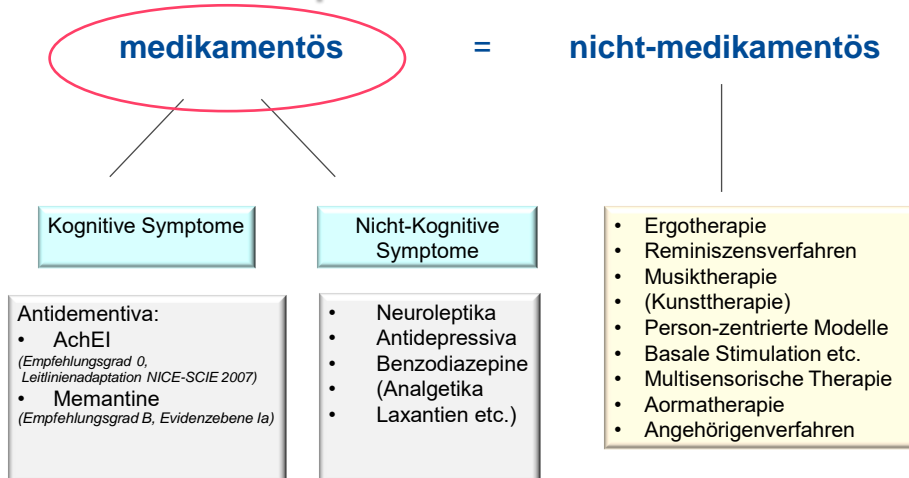 medikamentös = nicht-medikamentös
Kognitive Symptome
Nicht-Kognitive
Symptome
Antidementiva:
• AchEI
(Empfehlungsgrad 0,
Leitlinienadaptation NICE-SCIE 2007)
• Memantine
(Empfehlungsgrad B, Evidenzebene Ia)
• Neuroleptika
• Antidepressiva
• Benzodiazepine
• (Analgetika
• Laxantien etc.)
• Ergotherapie
• Reminiszensverfahren
• Musiktherapie
• (Kunsttherapie)
• Person-zentrierte Modelle
• Basale Stimulation etc.
• Multisensorische Therapie
• Aormatherapie
• Angehörigenverfahren